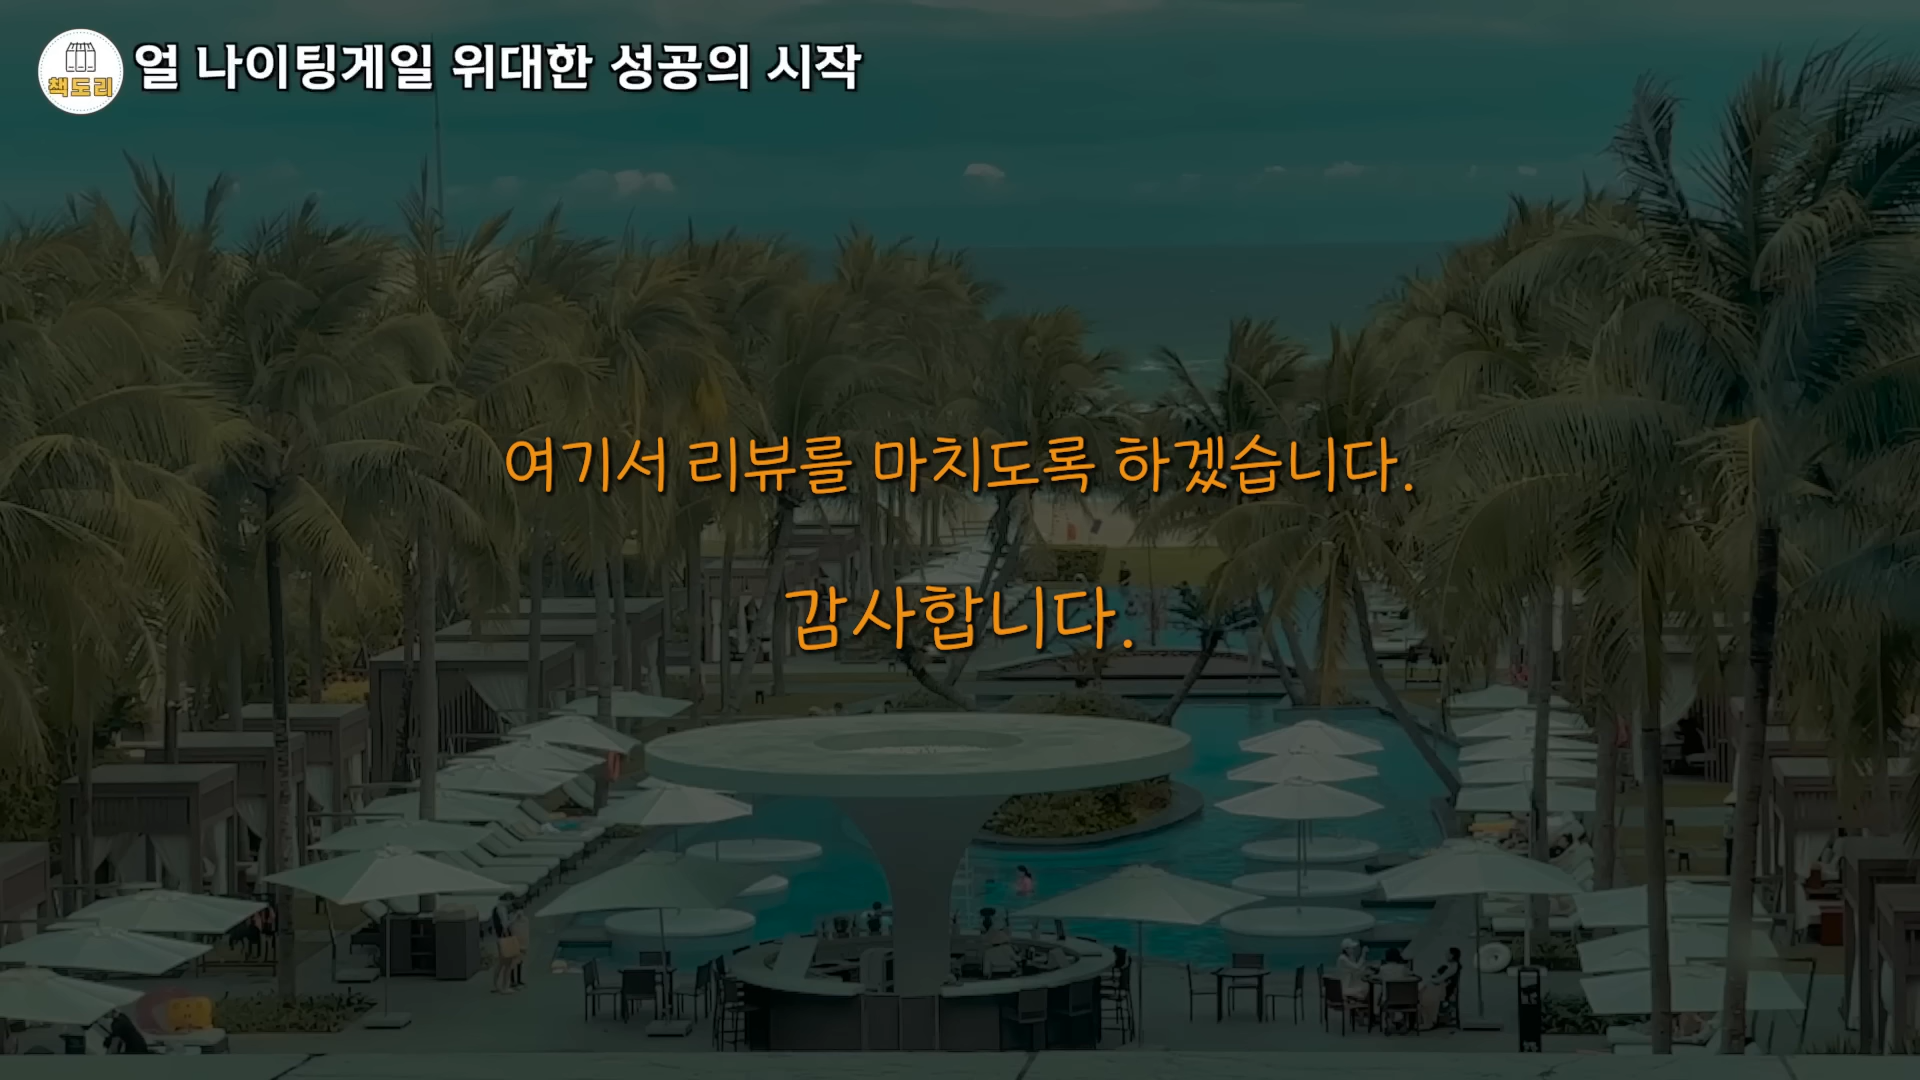 책도리
얼 나이팅게일 위대한 성공의 시작
여기서 리뷰를 마치도록 하겠습니다.
감사합니다.